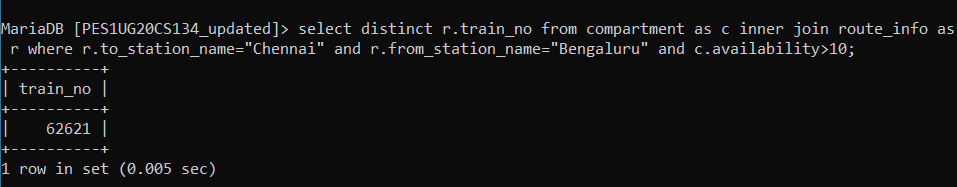 MariaDB [PES1UG20CS134_updated]> select distinct r.train_no from compartment as c inner join route_info as
 r where r.to_station_name="Chennai" and r.from_station_name="Bengaluru" and c.availability>10;
+----------+
| train_no |
+----------+
|    62621 |
+----------+
1 row in set (0.005 sec)